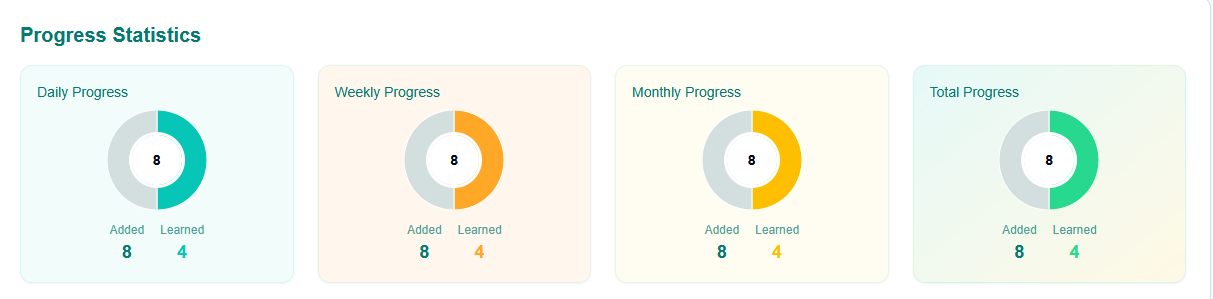 Progress Statistics
Daily Progress
8
Added Learned
8 4
Weekly Progress
8
Added Learned
8 4
Monthly Progress
8
Added Learned
8 4
Total Progress
8
Added Learned
8 4